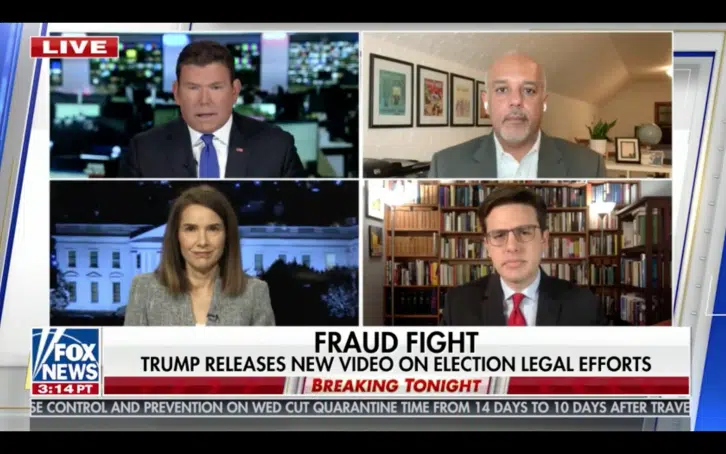 LIVE
FRAUD FIGHT
TRUMP RELEASES NEW VIDEO ON ELECTION LEGAL EFFORTS
FOX
NEWS
3:14 PT
BREAKING TONIGHT
SE CONTROL AND PREVENTION ON WED CUT QUARANTINE TIME FROM 14 DAYS TO 10 DAYS AFTER TRAVE